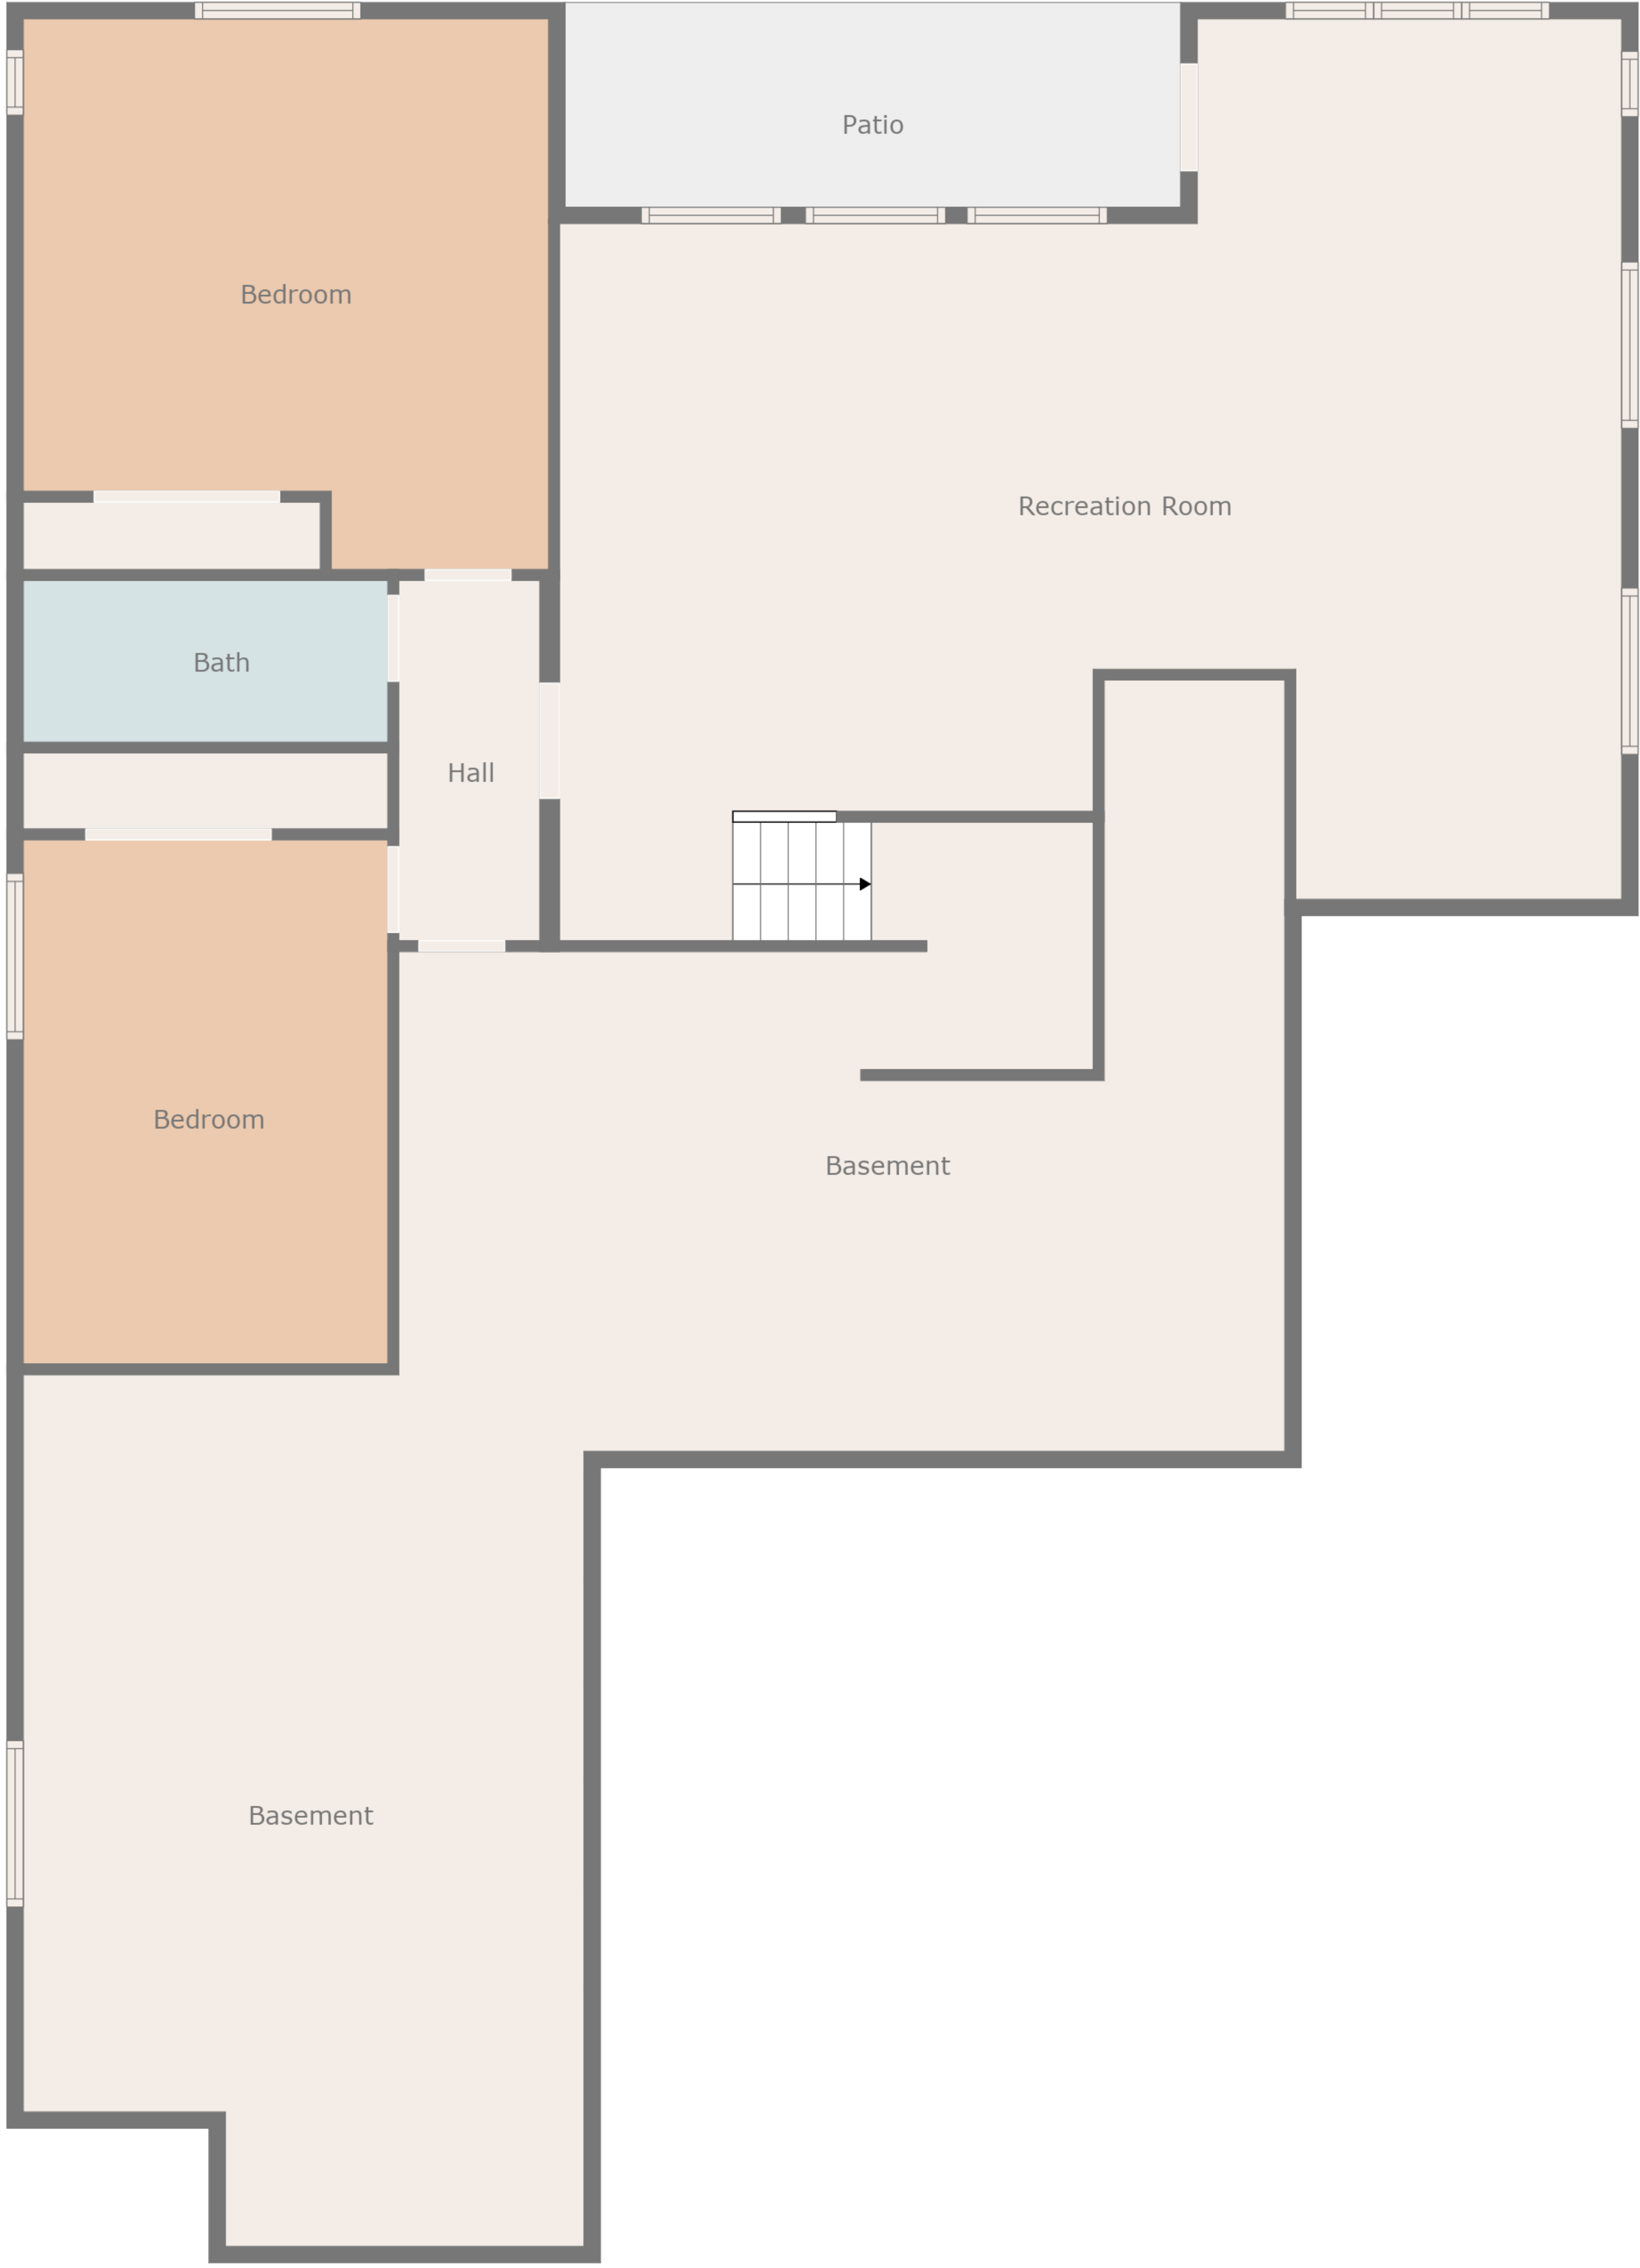 Patio
Bedroom
Recreation Room
Bath
Hall
Bedroom
Basement
Basement